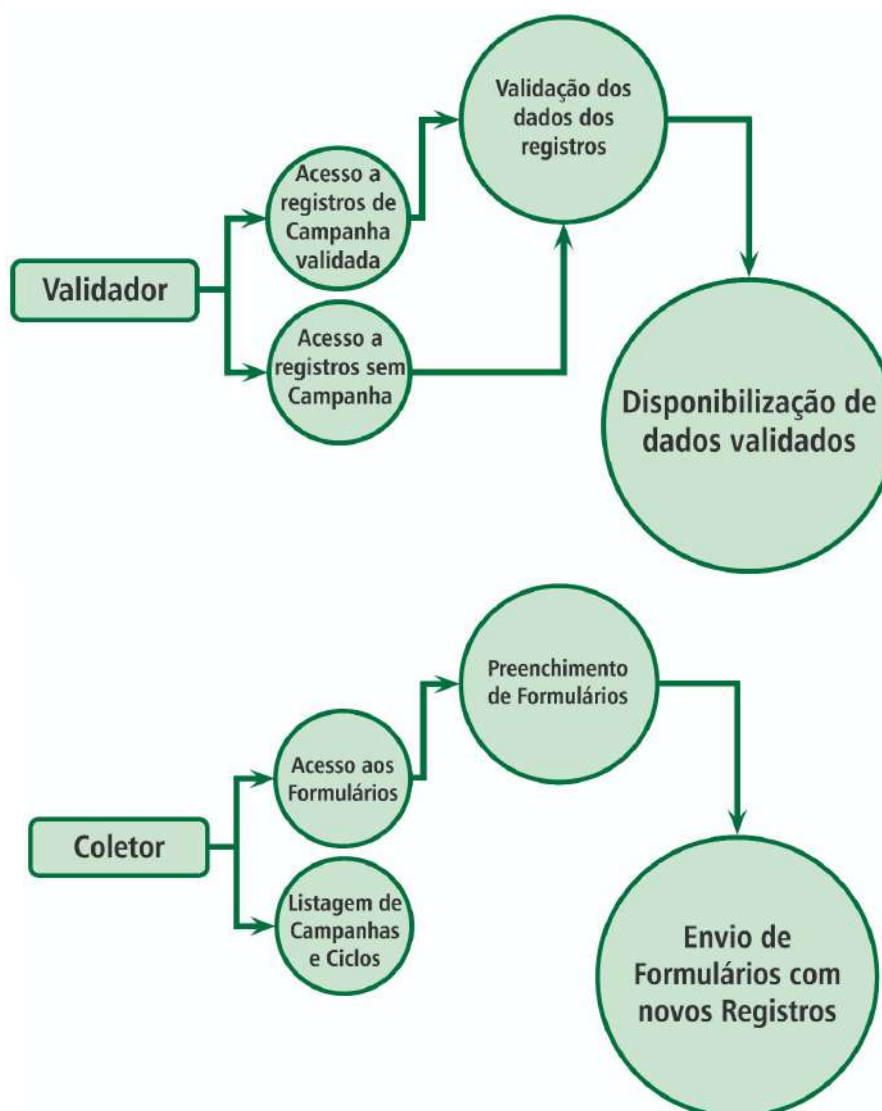 Validação dos
dados dos
registros
Acesso a
registros de
Campanha
validada
Validador
Acesso a
registros sem
Campanha
Disponibilização de
dados validados
Preenchimento
de Formulários
Acesso aos
Formulários
Coletor
Listagem de
Campanhas
e Ciclos
Envio de
Formulários com
novos Registros